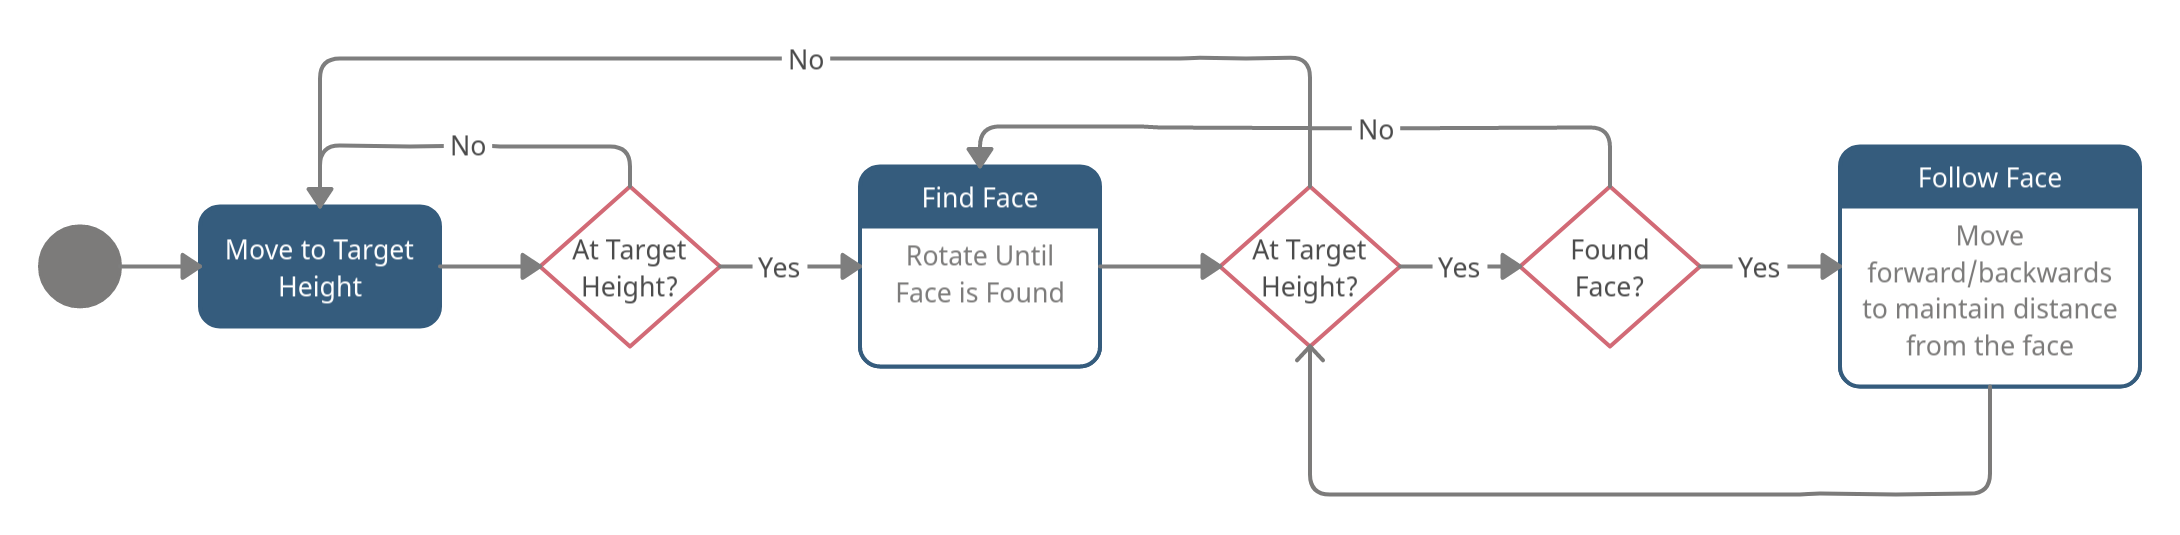 No
No
No
Move to Target
Height
At Target
Height?
Yes
Find Face
Rotate Until
Face is Found
At Target
Height?
Yes
Found
Face?
Yes
Follow Face
Move
forward/backwards
to maintain distance
from the face